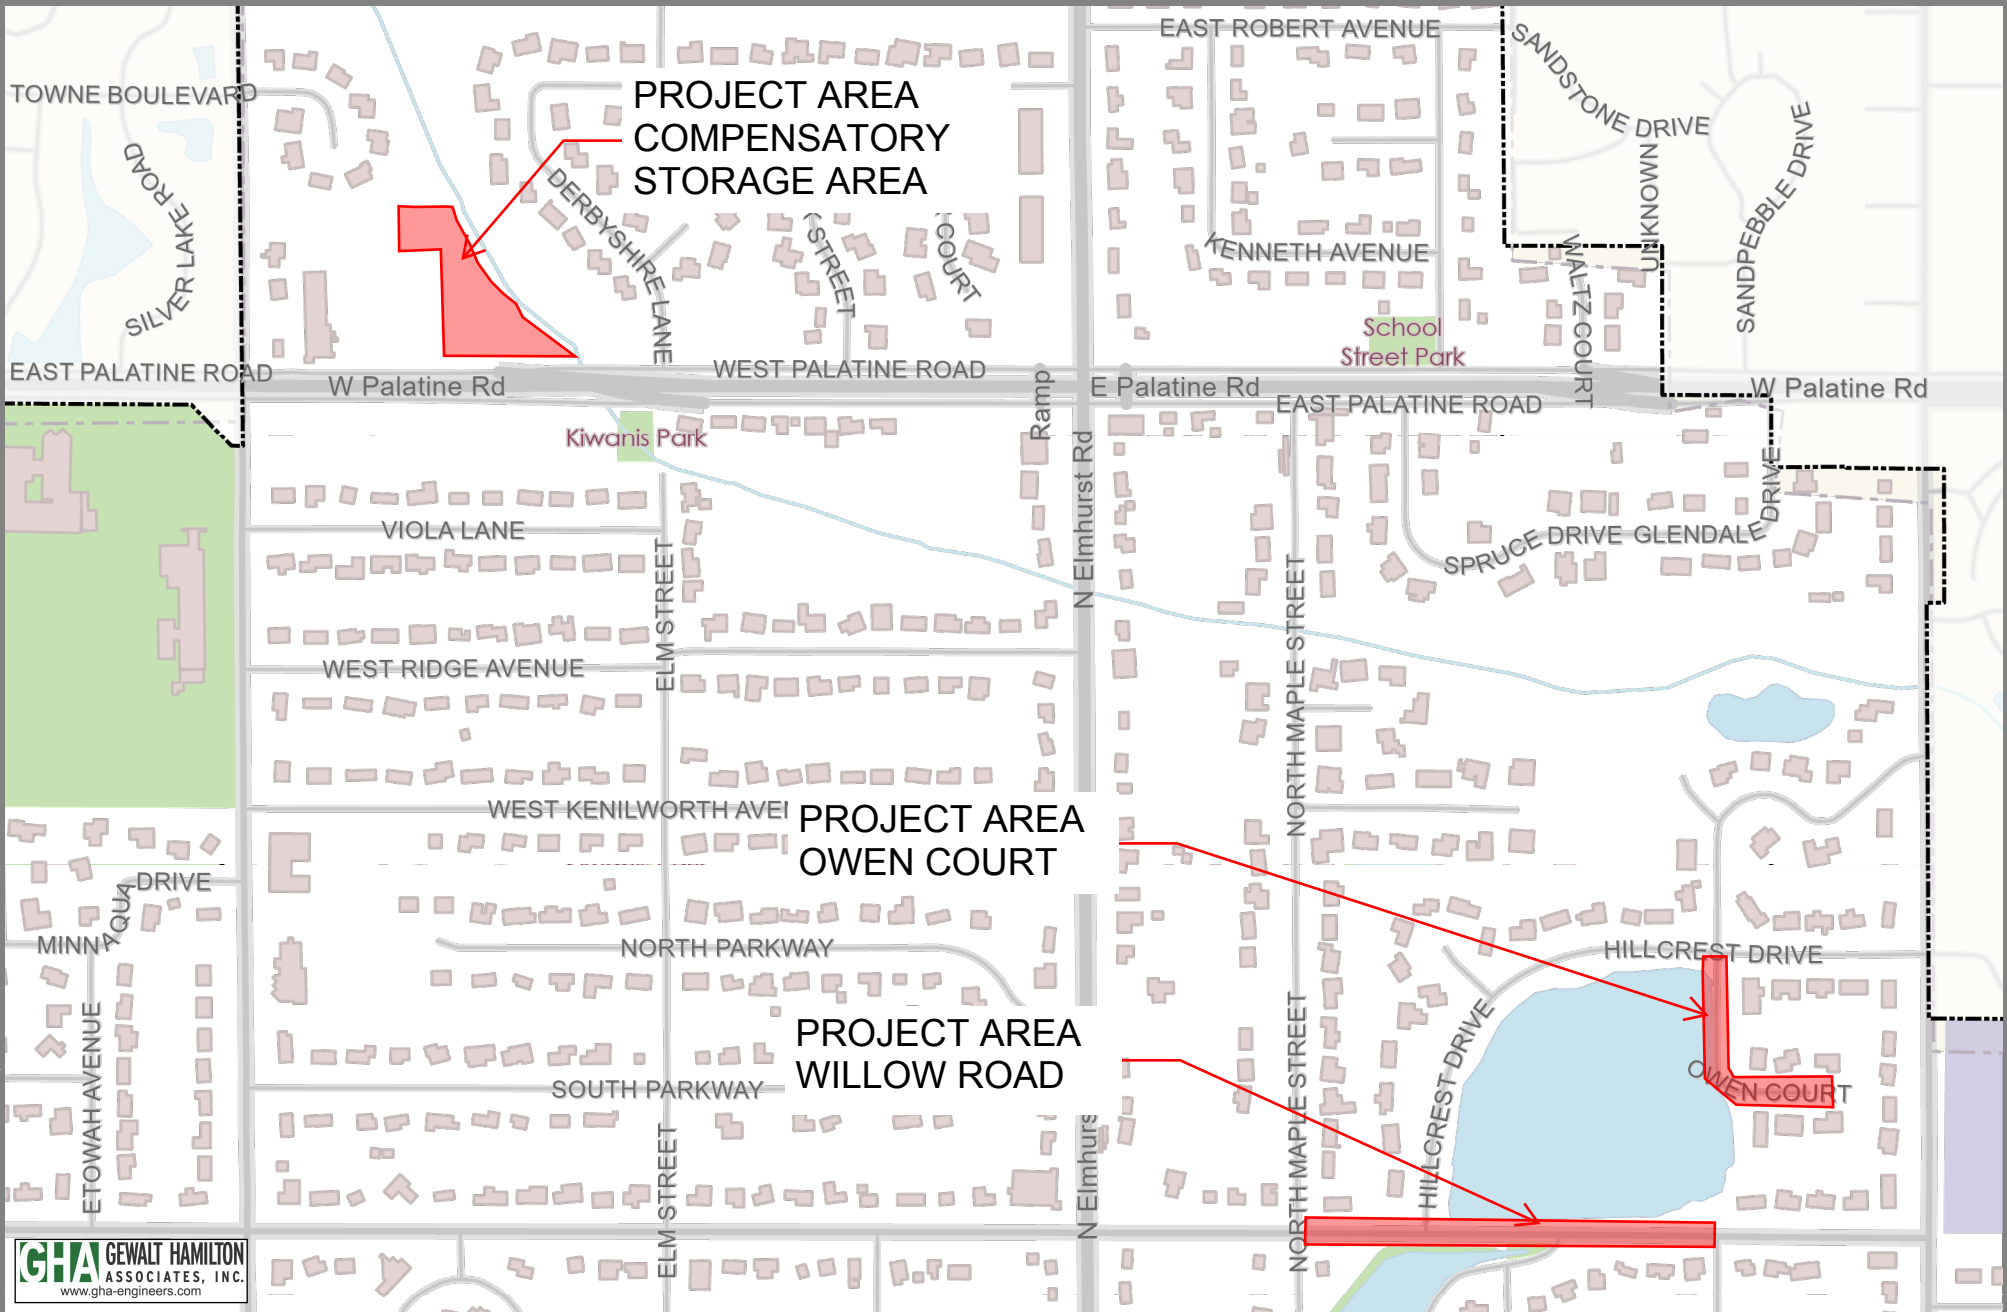 EAST ROBERT AVENUE
SANDSTONE DRIVE
TOWNE BOULEVARD
PROJECT AREA
COMPENSATORY
STORAGE AREA
SILVER LAKE ROAD
DERBYSHIRE LANE
STREET
COURT
KENNETH AVENUE
WALTZ COURT
UNKNOWN
SANDPEBBLE DRIVE
School
Street Park
EAST PALATINE ROAD
W Palatine Rd
WEST PALATINE ROAD
Ramp
E Palatine Rd
EAST PALATINE ROAD
W Palatine Rd
Kiwanis Park
N Elmhurst Rd
VIOLA LANE
ELM STREET
SPRUCE DRIVE
GLENDALE DRIVE
NORTH MAPLE STREET
WEST RIDGE AVENUE
WEST KENILWORTH AVE
PROJECT AREA
OWEN COURT
MINNAQUA DRIVE
NORTH PARKWAY
HILLCREST DRIVE
ETOWAH AVENUE
PROJECT AREA
WILLOW ROAD
SOUTH PARKWAY
HILLCREST DRIVE
NORTH MAPLE STREET
OWEN COURT
ELM STREET
N Elmhurs
GHA GEWALT HAMILTON
ASSOCIATES, INC.
www.gha-engineers.com